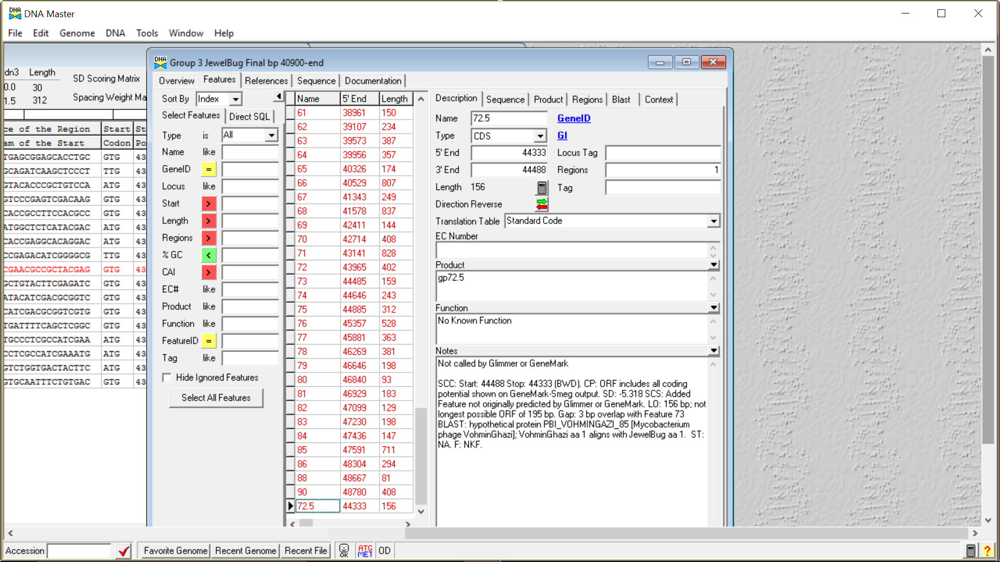 DNA Master
File Edit Genome DNA Tools Window Help
DNA Group 3 JewelBug Final bp 40900-end
dn3 Length
0.0 30
1.5 312
SD Scoring Matrix
Spacing Weight Ma
ce of the Region Start St
am of the Start Codon Po
TGAGCGGAGCACCTGC GTG 43
GCAGATCAAGCTCCCT TTG 43
GTACACCCGCTGTCCA ATG 43
GTCCCGAGTCGACAAG GTG 43
CACCGCCTTCCACGCC GTG 43
ATGGCTCTCATACGAC ATG 43
CACCGAGGCACAGGAC ATG 43
CCGAGACATCGGGGCG TTG 43
CGAACGCCGCTACGAG GTG 43
GCTGTACTTCGAGATC GTG 43
ATACATCGACGCGGTC GTG 43
CATCGACGCGGTCGTG GTG 43
TGATTTTCAGCTCGGC GTG 43
TGCCCTCGCCATCGAA ATG 43
CCTCGCCATCGAAATG ATG 43
GTCTGGTGACTACTTC ATG 43
GTGCAATTTCTGTGAC GTG 43
Overview Features References Sequence Documentation
Sort By Index
Select Features Direct SQL
Type is All
Name like
GeneID =
Locus like
Start >
Length >
Regions >
% GC <
CAI >
EC# like
Product like
Function like
FeatureID =
Tag like
Hide Ignored Features
Select All Features
Name 5' End Length
61 38961 150
62 39107 234
63 39573 387
64 39956 357
65 40326 174
66 40529 807
67 41343 249
68 41578 837
69 42411 144
70 42714 408
71 43141 828
72 43965 402
73 44485 159
74 44646 243
75 44885 312
76 45357 528
77 45881 363
78 46269 381
79 46646 198
80 46840 93
81 46929 183
82 47099 129
83 47230 198
84 47436 147
85 47591 711
86 48304 294
88 48667 81
90 48780 408
72.5 44333 156
Description Sequence Product Regions Blast Context
Name 72.5 GeneID
Type CDS GI
5' End 44333 Locus Tag
3' End 44488 Regions 1
Length 156 Tag
Direction Reverse
Translation Table Standard Code
EC Number
Product
gp72.5
Function
No Known Function
Notes
Not called by Glimmer or GeneMark
SCC: Start: 44488 Stop: 44333 (BWD). CP: ORF includes all coding
potential shown on GeneMark-Smeg output. SD: -5.318 SCS: Added
Feature not originally predicted by Glimmer or GeneMark. LO: 156 bp; not
longest possible ORF of 195 bp. Gap: 3 bp overlap with Feature 73
BLAST: hypothetical protein PBI_VOHMINGAZI_85 [Mycobacterium
phage VohminGhazi]; VohminGhazi aa 1 aligns with JewelBug aa 1. ST:
NA. F: NKF.
Accession Favorite Genome Recent Genome Recent File OK ATG MET OD ?